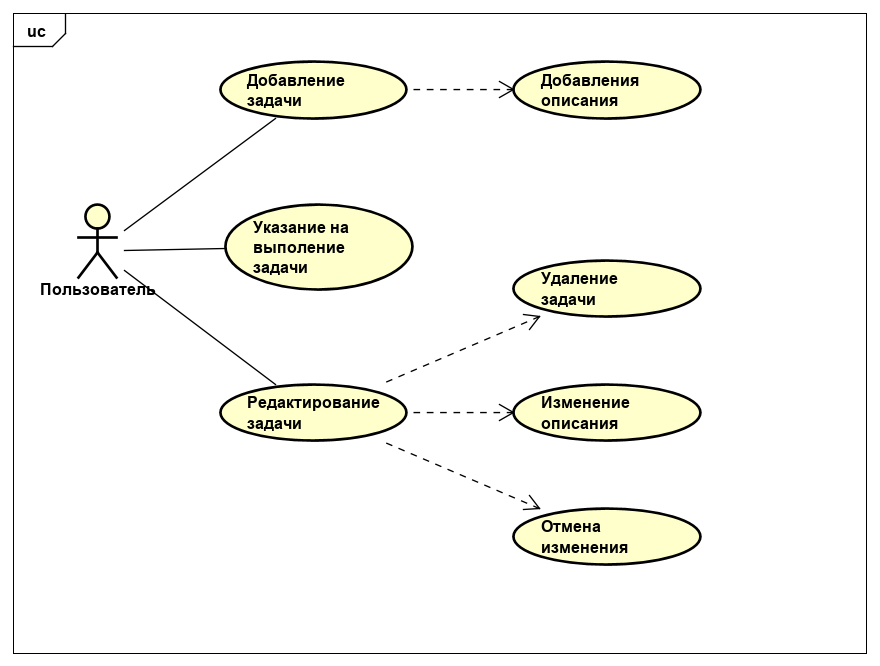 uc
Добавление
задачи
Добавления
описания
Указание на
выполение
задачи
Пользователь
Удаление
задачи
Редактирование
задачи
Изменение
описания
Отмена
изменения